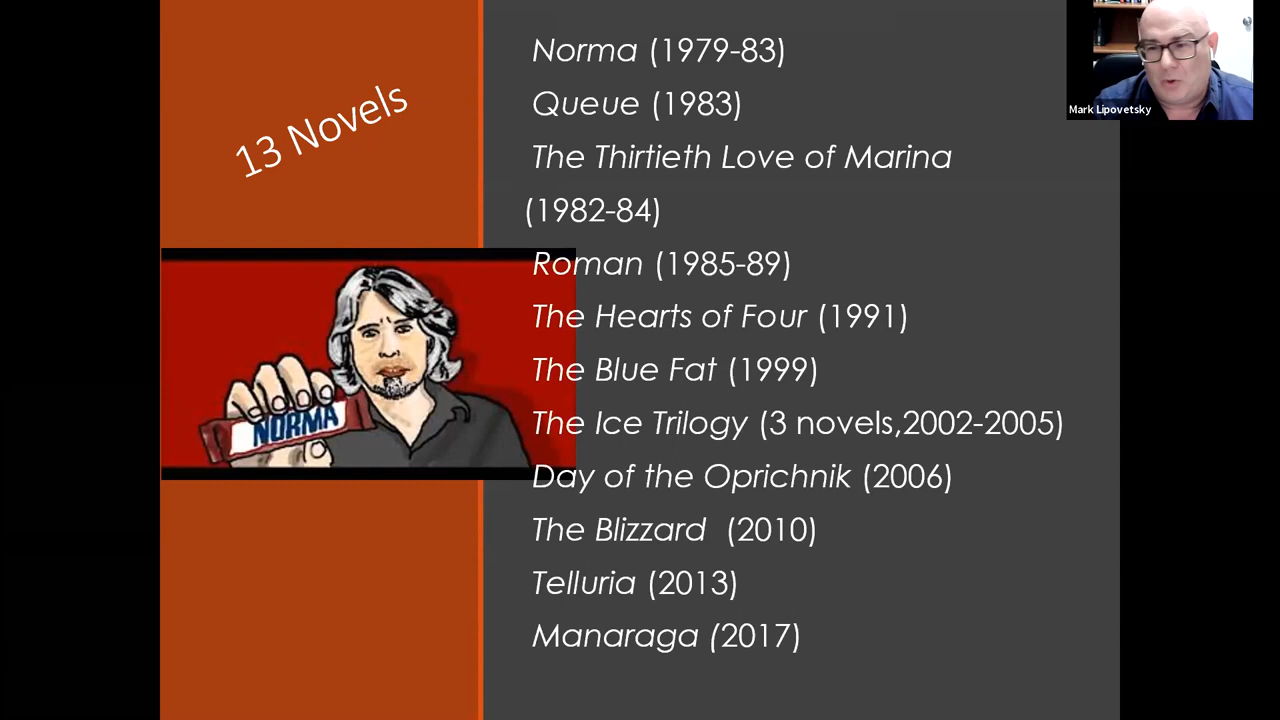 13 Novels
Norma (1979-83)
Queue (1983)
The Thirtieth Love of Marina
(1982-84)
Roman (1985-89)
The Hearts of Four (1991)
The Blue Fat (1999)
The Ice Trilogy (3 novels,2002-2005)
Day of the Oprichnik (2006)
The Blizzard (2010)
Telluria (2013)
Manaraga (2017)
NORMA
Mark Lipovetsky